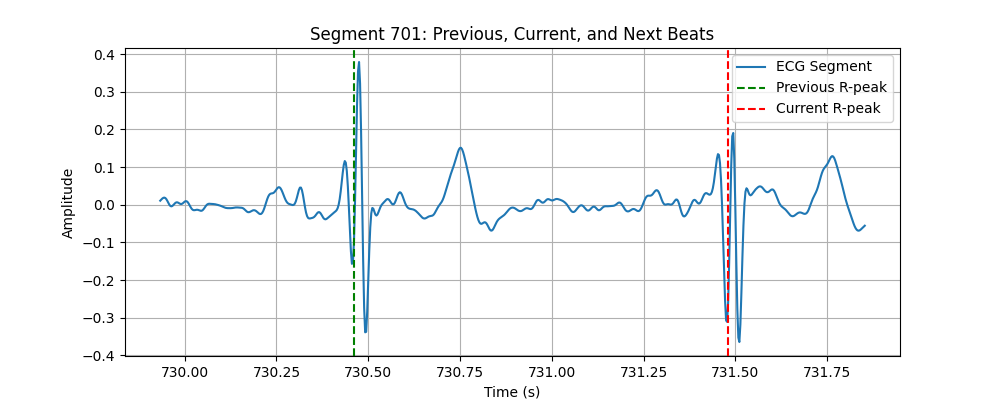 Segment 701: Previous, Current, and Next Beats
ECG Segment
Previous R-peak
Current R-peak
Amplitude
0.4
0.3
0.2
0.1
0.0
−0.1
−0.2
−0.3
−0.4
730.00 730.25 730.50 730.75 731.00 731.25 731.50 731.75
Time (s)